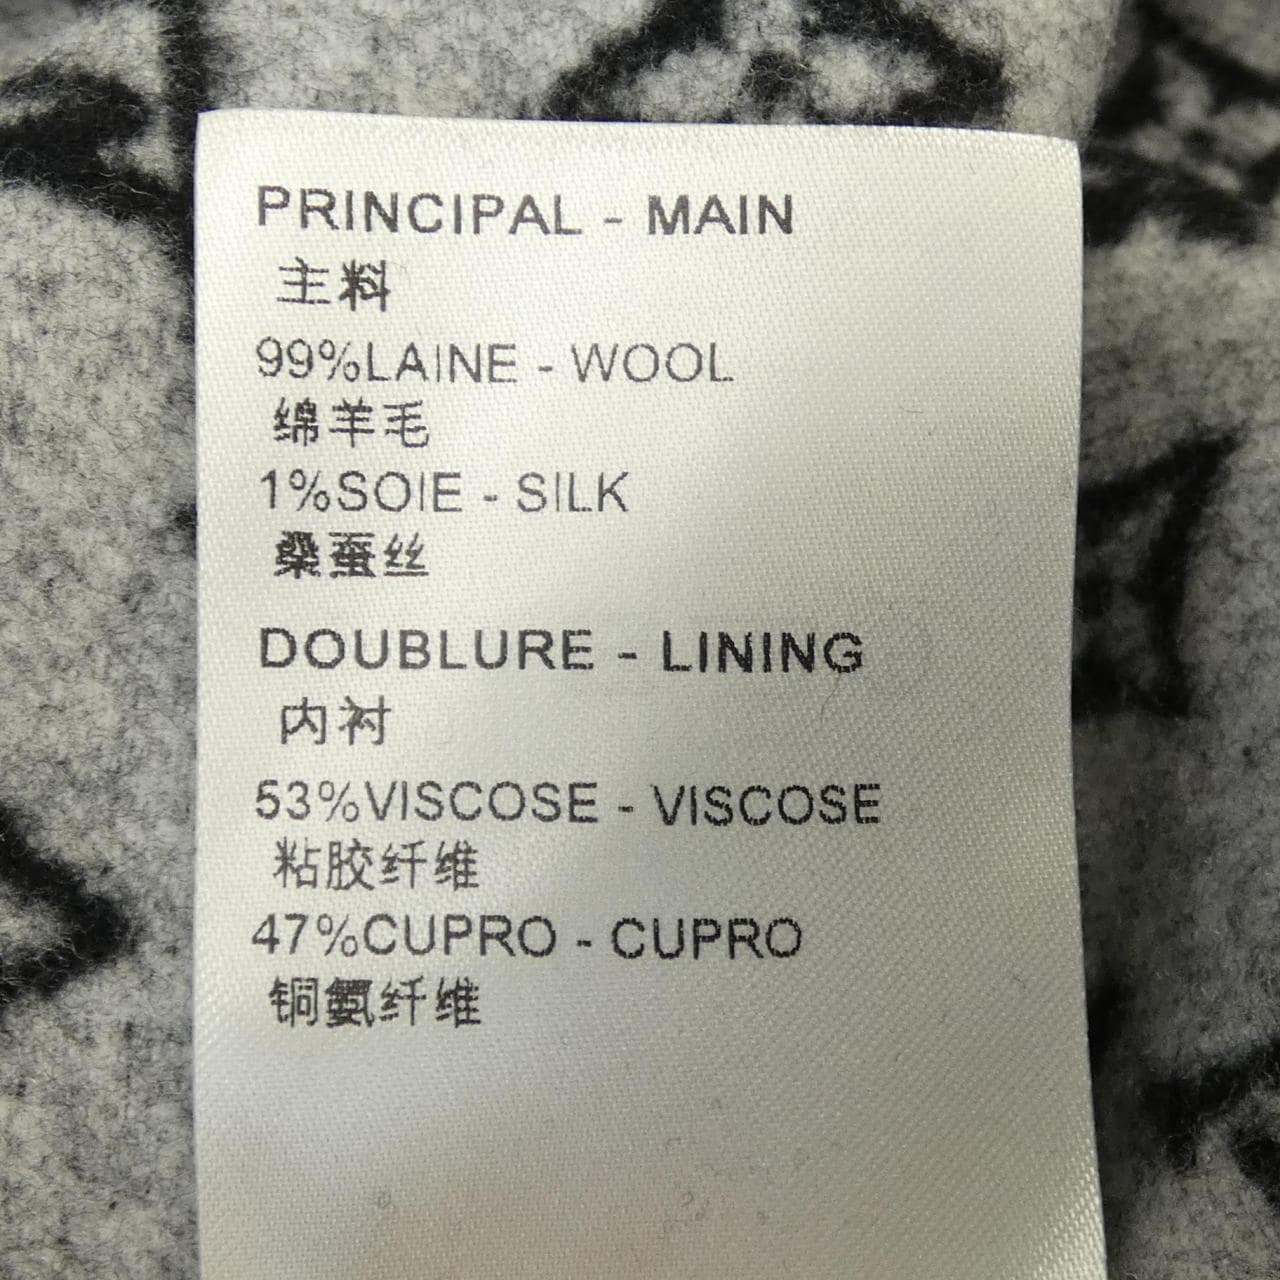 PRINCIPAL - MAIN
主料
99%LAINE - WOOL
绵羊毛
1%SOIE - SILK
桑蚕丝
DOUBLURE - LINING
内衬
53%VISCOSE - VISCOSE
粘胶纤维
47%CUPRO - CUPRO
铜氨纤维